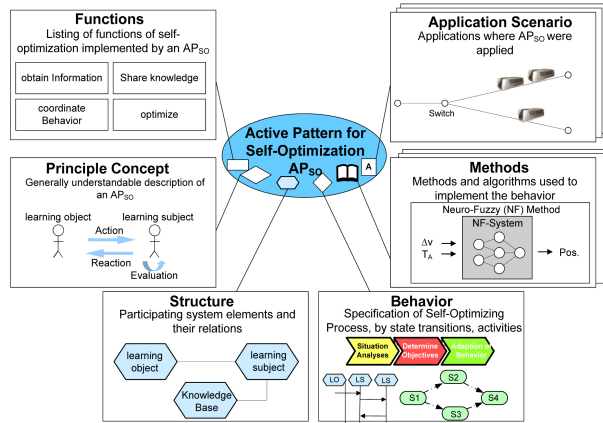 Functions
Listing of functions of self-
optimization implemented by an APSO
obtain Information
Share knowledge
coordinate
Behavior
optimize
Application Scenario
Applications where APSO were
applied
Switch
Active Pattern for
Self-Optimization
APSO
A
Principle Concept
Generally understandable description of
an APSO
learning object
learning subject
Action
Reaction
Evaluation
Methods
Methods and algorithms used to
implement the behavior
Neuro-Fuzzy (NF) Method
NF-System
Δv
TA
Pos.
Structure
Participating system elements and
their relations
learning
object
learning
subject
Knowledge
Base
Behavior
Specification of Self-Optimizing
Process, by state transitions, activities
Situation
Analyses
Determine
Objectives
Adaption of
Behavior
LO
LS
LS
S1
S2
S3
S4